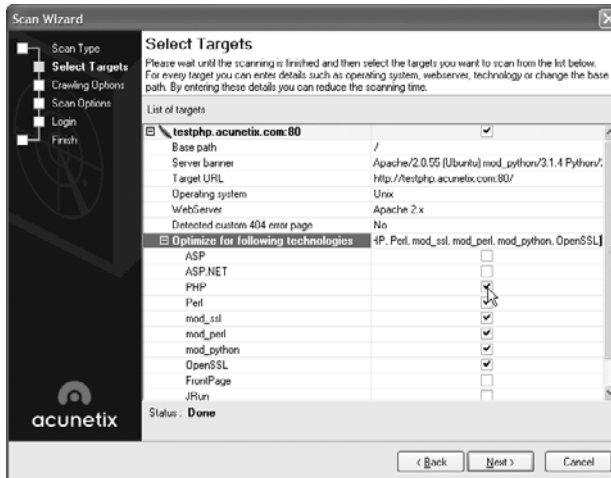 Scan Wizard
Scan Type
Select Targets
Crawling Options
Scan Options
Login
Finish
acunetix
Select Targets
Please wait until the scanning is finished and then select the targets you want to scan from the list below.
For every target you can enter details such as operating system, webserver, technology or change the base
path. By entering these details you can reduce the scanning time.
List of targets
testphp.acunetix.com:80
Base path /
Server banner Apache/2.0.55 (Ubuntu) mod_python/3.1.4 Python/
Target URL http://testphp.acunetix.com:80/
Operating system Unix
WebServer Apache 2.x
Detected custom 404 error page No
Optimize for following technologies Perl, mod_ssl, mod_perl, mod_python, OpenSSL]
ASP
ASP.NET
PHP
Perl
mod_ssl
mod_perl
mod_python
OpenSSL
FrontPage
JRun
Status : Done
< Back Next > Cancel